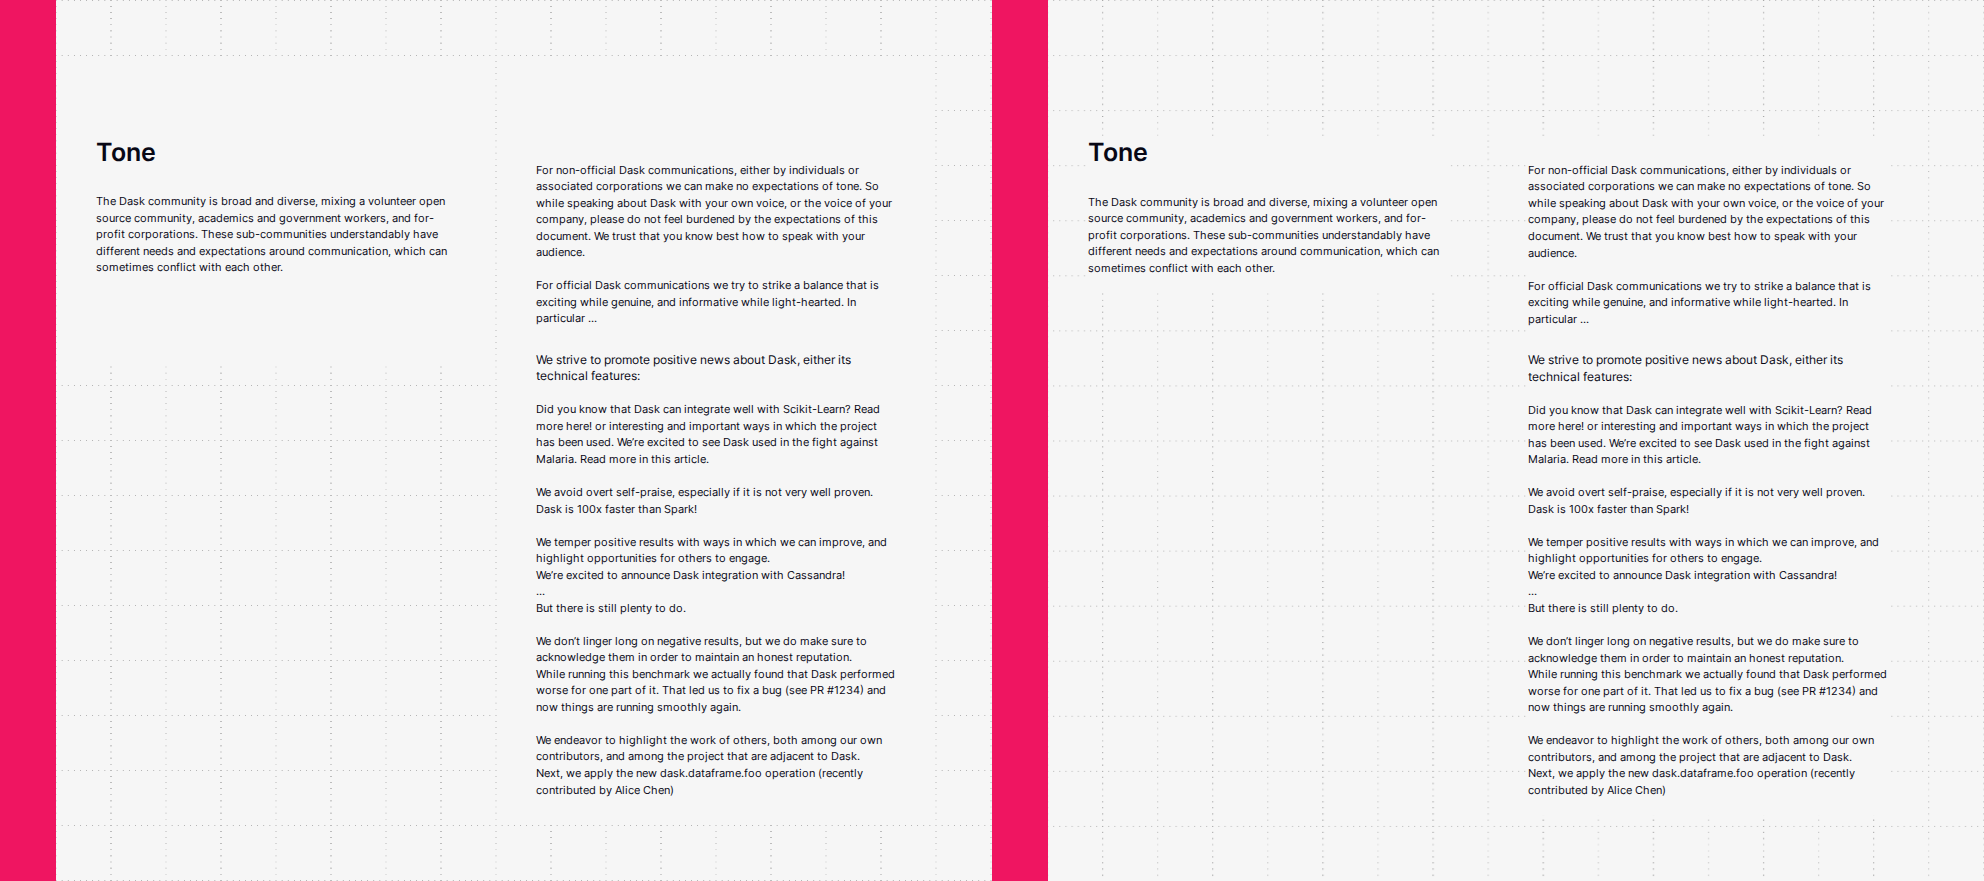 Tone
The Dask community is broad and diverse, mixing a volunteer open
source community, academics and government workers, and for-
profit corporations. These sub-communities understandably have
different needs and expectations around communication, which can
sometimes conflict with each other.
For non-official Dask communications, either by individuals or
associated corporations we can make no expectations of tone. So
while speaking about Dask with your own voice, or the voice of your
company, please do not feel burdened by the expectations of this
document. We trust that you know best how to speak with your
audience.
For official Dask communications we try to strike a balance that is
exciting while genuine, and informative while light-hearted. In
particular ...
We strive to promote positive news about Dask, either its
technical features:
Did you know that Dask can integrate well with Scikit-Learn? Read
more here! or interesting and important ways in which the project
has been used. We're excited to see Dask used in the fight against
Malaria. Read more in this article.
We avoid overt self-praise, especially if it is not very well proven.
Dask is 100x faster than Spark!
We temper positive results with ways in which we can improve, and
highlight opportunities for others to engage.
We're excited to announce Dask integration with Cassandra!
...
But there is still plenty to do.
We don't linger long on negative results, but we do make sure to
acknowledge them in order to maintain an honest reputation.
While running this benchmark we actually found that Dask performed
worse for one part of it. That led us to fix a bug (see PR #1234) and
now things are running smoothly again.
We endeavor to highlight the work of others, both among our own
contributors, and among the project that are adjacent to Dask.
Next, we apply the new dask.dataframe.foo operation (recently
contributed by Alice Chen)
Tone
The Dask community is broad and diverse, mixing a volunteer open
source community, academics and government workers, and for-
profit corporations. These sub-communities understandably have
different needs and expectations around communication, which can
sometimes conflict with each other.
For non-official Dask communications, either by individuals or
associated corporations we can make no expectations of tone. So
while speaking about Dask with your own voice, or the voice of your
company, please do not feel burdened by the expectations of this
document. We trust that you know best how to speak with your
audience.
For official Dask communications we try to strike a balance that is
exciting while genuine, and informative while light-hearted. In
particular ...
We strive to promote positive news about Dask, either its
technical features:
Did you know that Dask can integrate well with Scikit-Learn? Read
more here! or interesting and important ways in which the project
has been used. We're excited to see Dask used in the fight against
Malaria. Read more in this article.
We avoid overt self-praise, especially if it is not very well proven.
Dask is 100x faster than Spark!
We temper positive results with ways in which we can improve, and
highlight opportunities for others to engage.
We're excited to announce Dask integration with Cassandra!
...
But there is still plenty to do.
We don't linger long on negative results, but we do make sure to
acknowledge them in order to maintain an honest reputation.
While running this benchmark we actually found that Dask performed
worse for one part of it. That led us to fix a bug (see PR #1234) and
now things are running smoothly again.
We endeavor to highlight the work of others, both among our own
contributors, and among the project that are adjacent to Dask.
Next, we apply the new dask.dataframe.foo operation (recently
contributed by Alice Chen)